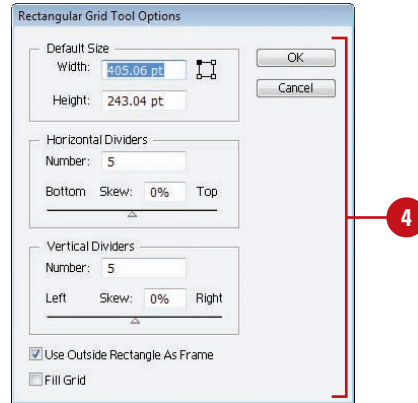 Rectangular Grid Tool Options
Default Size
Width: 405.06 pt
Height: 243.04 pt
OK
Cancel
Horizontal Dividers
Number: 5
Bottom Skew: 0% Top
Vertical Dividers
Number: 5
Left Skew: 0% Right
Use Outside Rectangle As Frame
Fill Grid
4